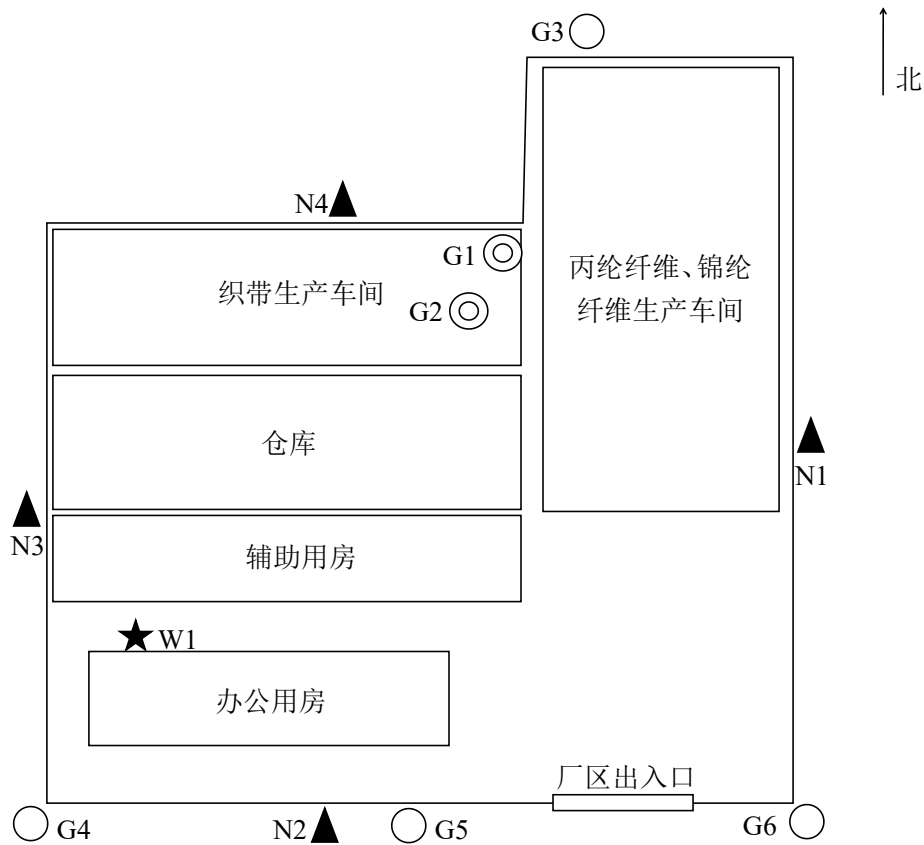 G3
北
N4
G1
织带生产车间
G2
丙纶纤维、锦纶
纤维生产车间
仓库
N1
N3
辅助用房
W1
办公用房
厂区出入口
G4
N2
G5
G6